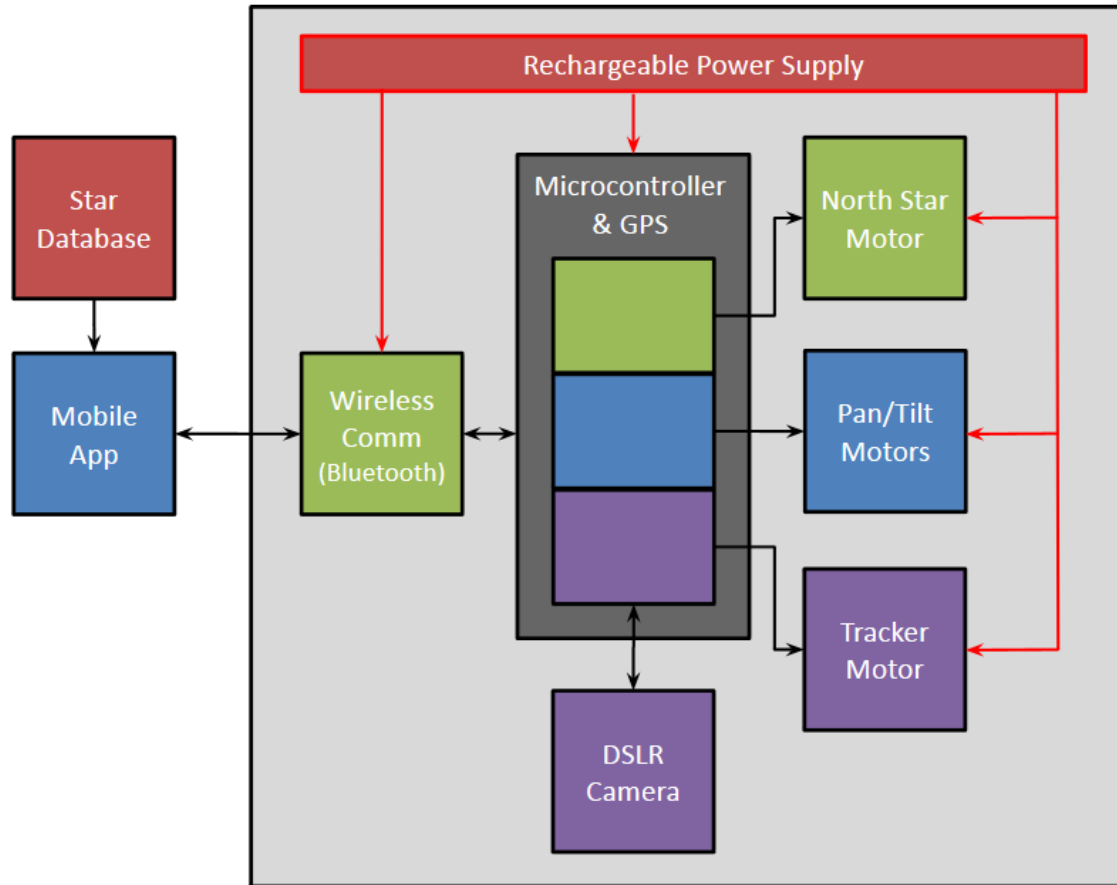 Rechargeable Power Supply
Star
Database
Microcontroller
& GPS
North Star
Motor
Mobile
App
Wireless
Comm
(Bluetooth)
Pan/Tilt
Motors
Tracker
Motor
DSLR
Camera